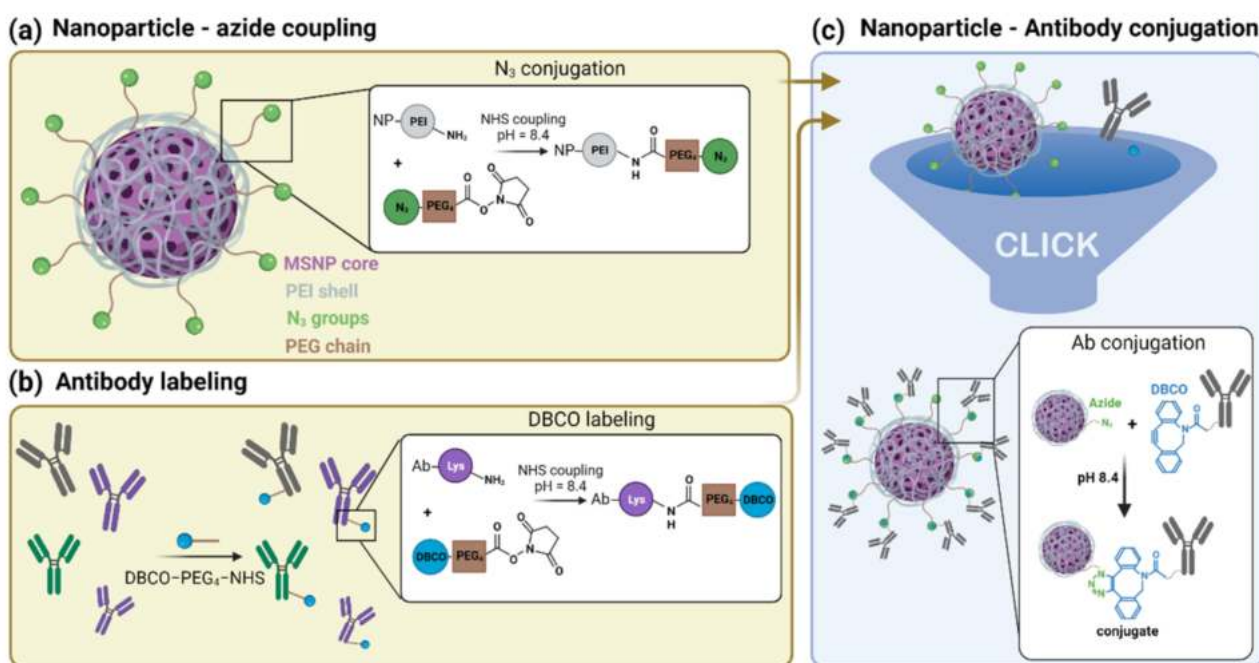 (a) Nanoparticle - azide coupling
N₃ conjugation
NP
PEI
NH₂
+
N₃
PEG₄
O
O
N
O
O
NHS coupling
pH = 8.4
NP
PEI
N
H
O
PEG₄
N₃
MSNP core
PEI shell
N₃ groups
PEG chain
(b) Antibody labeling
DBCO-PEG₄-NHS
DBCO labeling
Ab
Lys
NH₂
+
DBCO
PEG₄
O
O
N
O
O
NHS coupling
pH = 8.4
Ab
Lys
N
H
O
PEG₄
DBCO
(c) Nanoparticle - Antibody conjugation
CLICK
Ab conjugation
Azide
N₃
+
DBCO
N
O
pH 8.4
N
N
N
N
O
conjugate